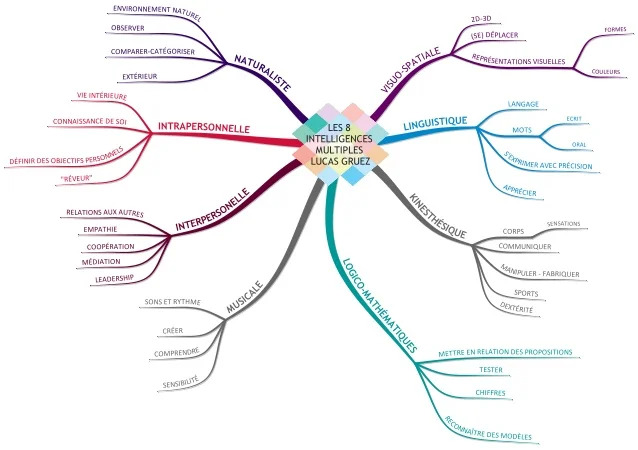 LES 8
INTELLIGENCES
MULTIPLES
LUCAS GRUEZ
VISUO-SPATIALE
2D-3D
(SE) DÉPLACER
REPRÉSENTATIONS VISUELLES
FORMES
COULEURS
LINGUISTIQUE
LANGAGE
MOTS
ECRIT
ORAL
S'EXPRIMER AVEC PRÉCISION
APPRÉCIER
KINESTHÉSIQUE
CORPS
SENSATIONS
COMMUNIQUER
MANIPULER - FABRIQUER
SPORTS
DEXTÉRITÉ
LOGICO-MATHÉMATIQUES
METTRE EN RELATION DES PROPOSITIONS
TESTER
CHIFFRES
RECONNAÎTRE DES MODÈLES
MUSICALE
SONS ET RYTHME
CRÉER
COMPRENDRE
SENSIBILITÉ
INTERPERSONELLE
RELATIONS AUX AUTRES
EMPATHIE
COOPÉRATION
MÉDIATION
LEADERSHIP
INTRAPERSONNELLE
VIE INTÉRIEURE
CONNAISSANCE DE SOI
DÉFINIR DES OBJECTIFS PERSONNELS
"RÊVEUR"
NATURALISTE
ENVIRONNEMENT NATUREL
OBSERVER
COMPARER-CATÉGORISER
EXTÉRIEUR